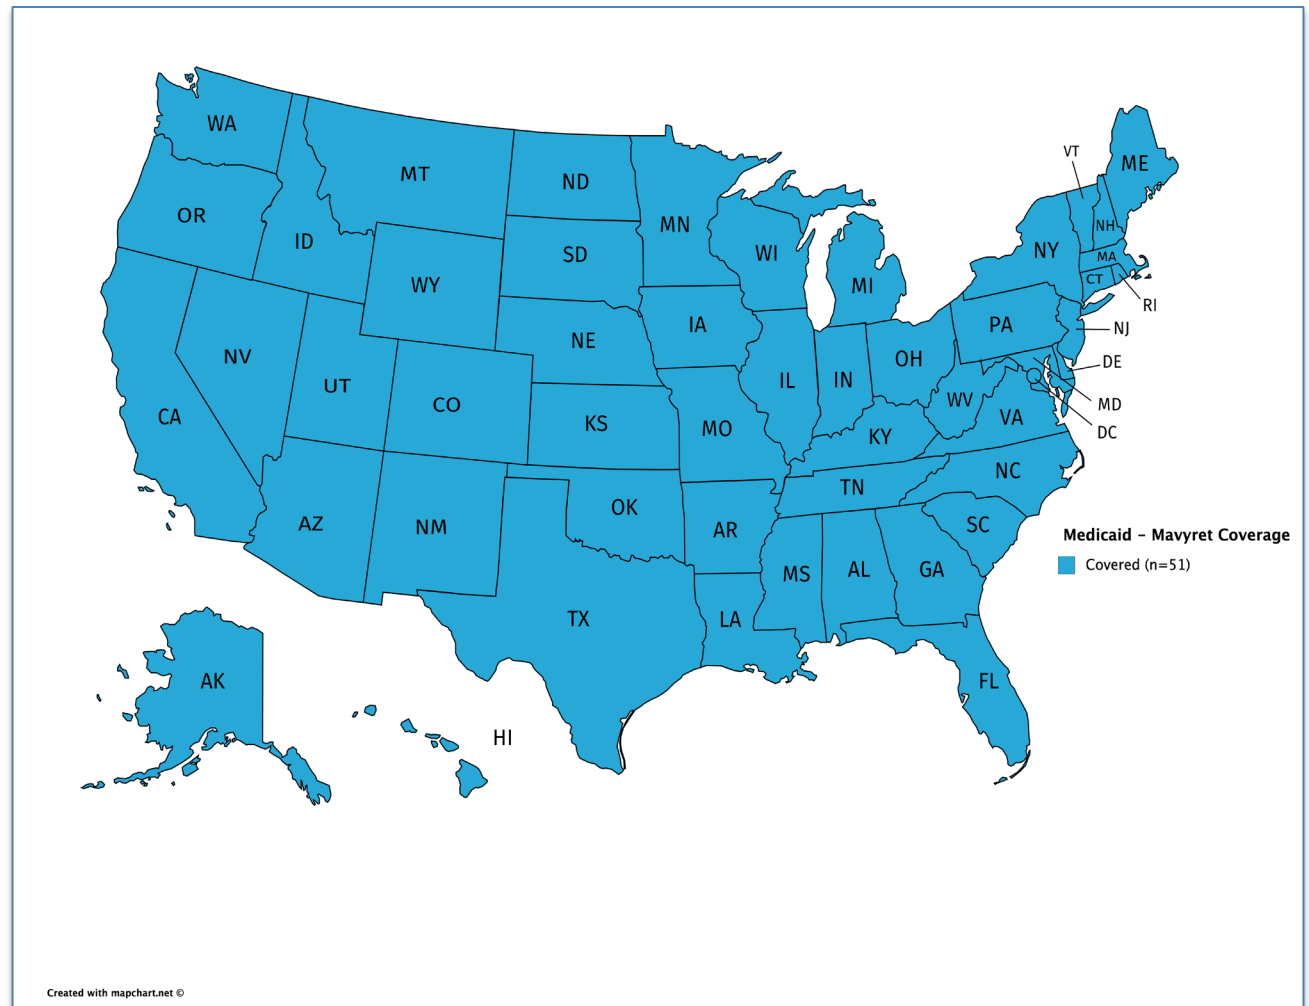 WA
MT
ND
MN
VT
ME
OR
ID
SD
WI
NY
NH
MA
WY
MI
CT
RI
IA
PA
NJ
NV
NE
OH
DE
UT
CO
IL
IN
WV
MD
CA
KS
MO
KY
VA
DC
AZ
NM
OK
TN
NC
AR
SC
Medicaid – Mavyret Coverage
Covered (n=51)
MS
AL
GA
TX
LA
AK
FL
HI
Created with mapchart.net ©